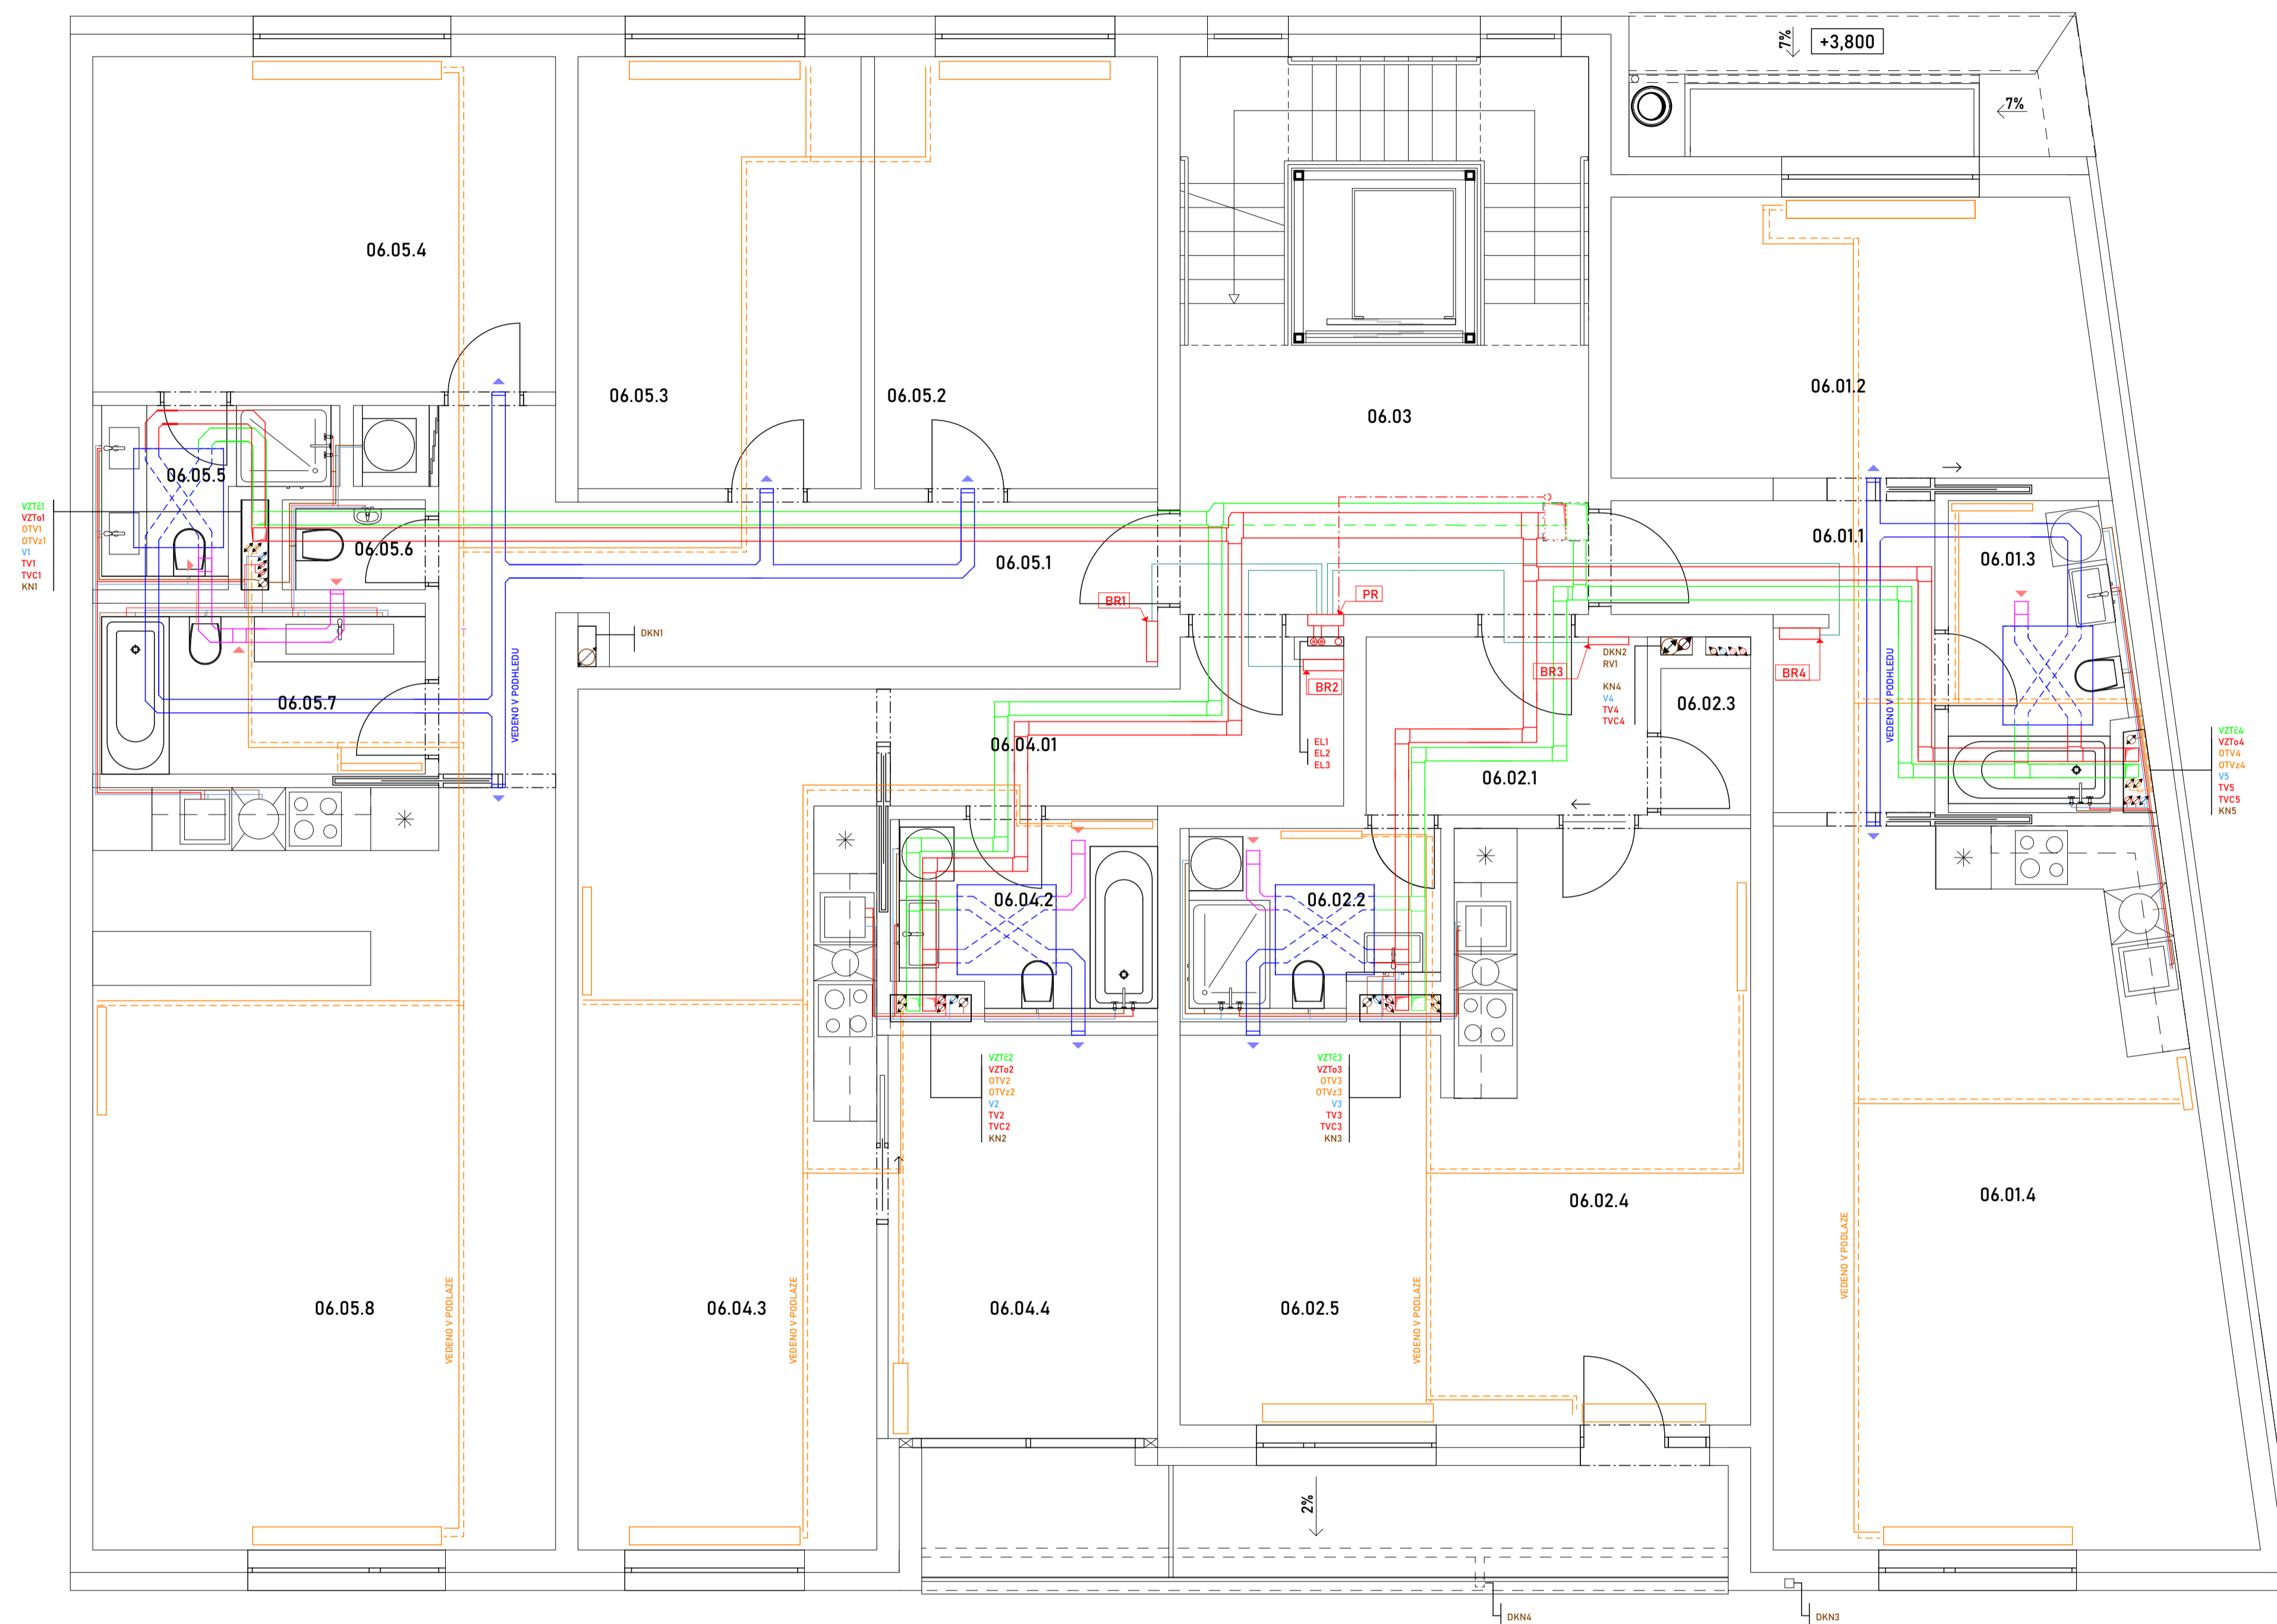 7%
+3,800
7%
06.05.4
06.05.3
06.05.2
06.03
06.01.2
06.05.5
VZTč1
VZTo1
OTV1
OTVz1
V1
TV1
TVC1
KN1
06.05.6
06.05.1
06.01.1
06.01.3
BR1
PR
DKN1
BR2
BR3
DKN2
RV1
KN4
V4
TV4
TVC4
BR4
06.05.7
VEDENO V PODHLEDU
06.02.3
VEDENO V PODHLEDU
06.04.01
EL1
EL2
EL3
06.02.1
VZTč4
VZTo4
OTV4
OTVz4
V5
TV5
TVC5
KN5
06.04.2
06.02.2
VZTč2
VZTo2
OTV2
OTVz2
V2
TV2
TVC2
KN2
VZTč3
VZTo3
OTV3
OTVz3
V3
TV3
TVC3
KN3
06.02.4
06.01.4
06.05.8
VEDENO V PODLAZE
06.04.3
VEDENO V PODLAZE
06.04.4
06.02.5
VEDENO V PODLAZE
VEDENO V PODLAZE
2%
DKN4
DKN3